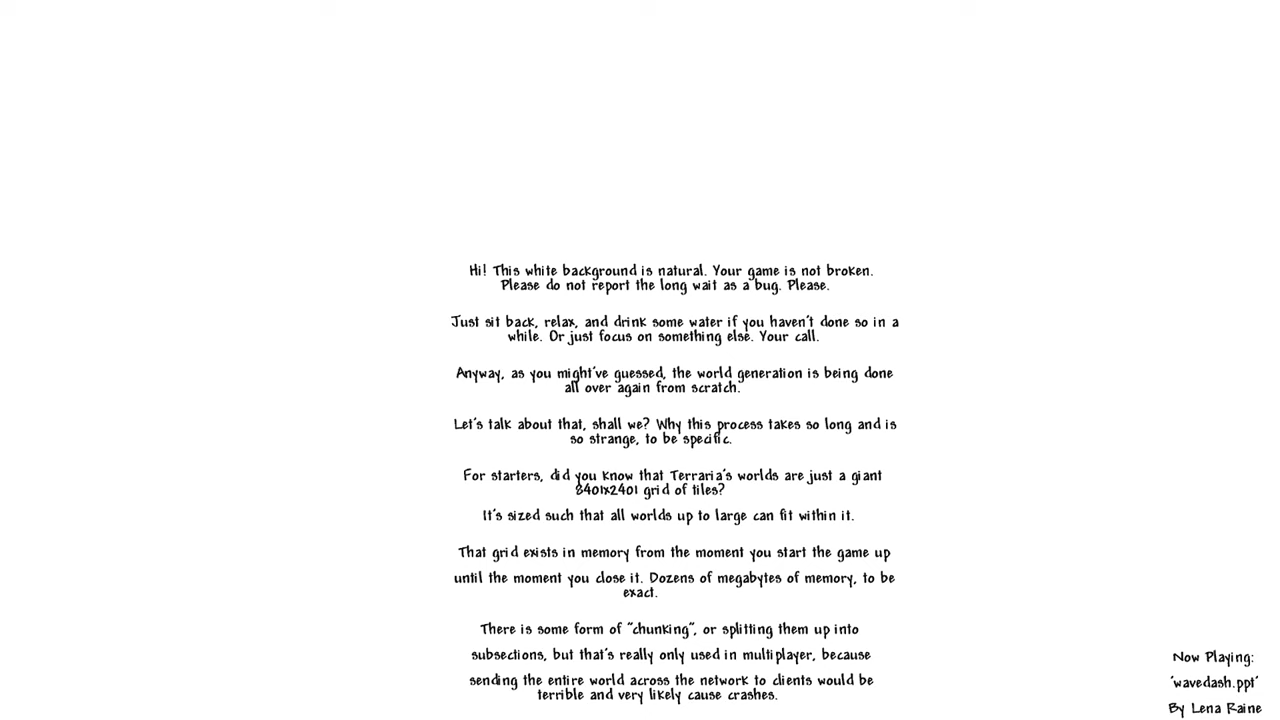 Hi! This white background is natural. Your game is not broken.
Please do not report the long wait as a bug. Please.
Just sit back, relax, and drink some water if you haven't done so in a
while. Or just focus on something else. Your call.
Anyway, as you might've guessed, the world generation is being done
all over again from scratch.
Let's talk about that, shall we? Why this process takes so long and is
so strange, to be specific.
For starters, did you know that Terraria's worlds are just a giant
8401x2401 grid of tiles?
It's sized such that all worlds up to large can fit within it.
That grid exists in memory from the moment you start the game up
until the moment you close it. Dozens of megabytes of memory, to be
exact.
There is some form of "chunking", or splitting them up into
subsections, but that's really only used in multiplayer, because
sending the entire world across the network to clients would be
terrible and very likely cause crashes.
Now Playing:
'wavedash.ppt'
By Lena Raine